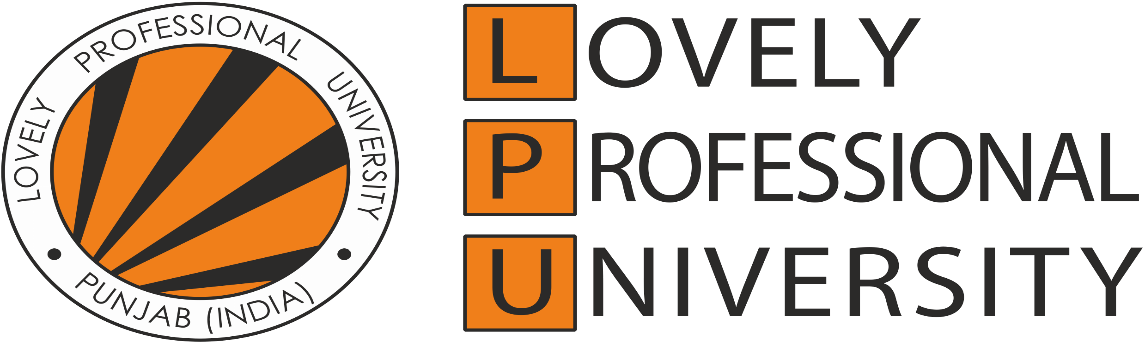 LOVELY PROFESSIONAL UNIVERSITY
• PUNJAB (INDIA) •
LOVELY
PROFESSIONAL
UNIVERSITY